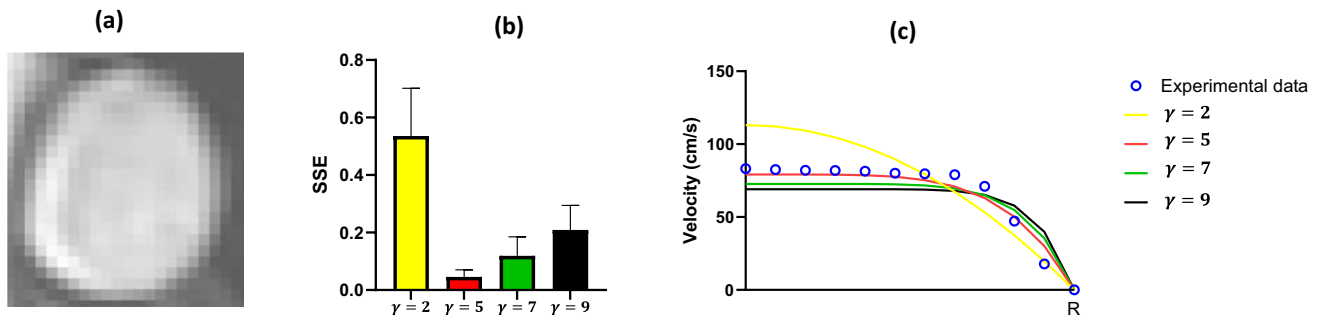 (a)
(b)
SSE
0.8
0.6
0.4
0.2
0.0
γ = 2
γ = 5
γ = 7
γ = 9
(c)
Velocity (cm/s)
150
100
50
0
R
Experimental data
γ = 2
γ = 5
γ = 7
γ = 9